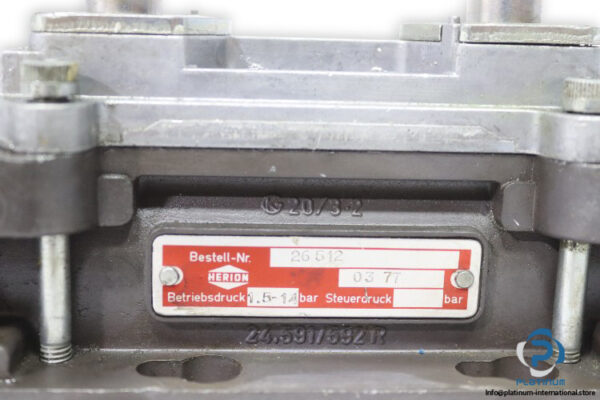 20/3-2
Bestell-Nr. 26 512
HERION 03 77
Betriebsdruck 1.5-14 bar Steuerdruck bar
24.591/592 R
PLATINUM
info@platinum-international.store